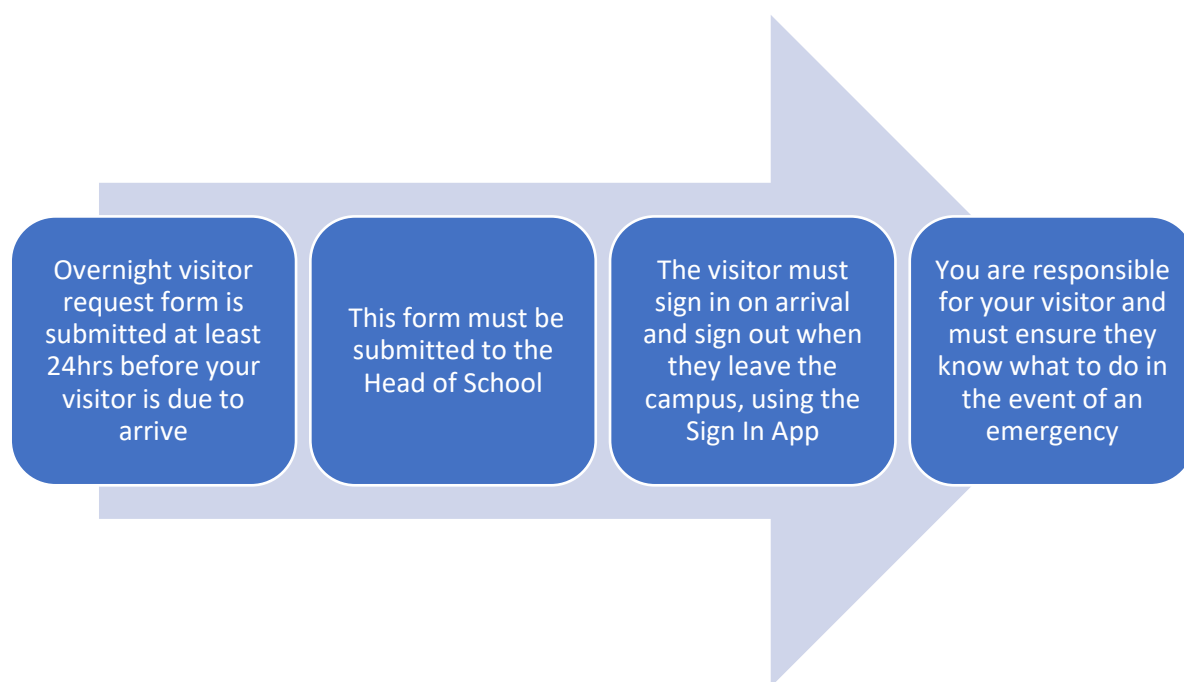 Overnight visitor
request form is
submitted at least
24hrs before your
visitor is due to
arrive
This form must be
submitted to the
Head of School
The visitor must
sign in on arrival
and sign out when
they leave the
campus, using the
Sign In App
You are responsible
for your visitor and
must ensure they
know what to do in
the event of an
emergency